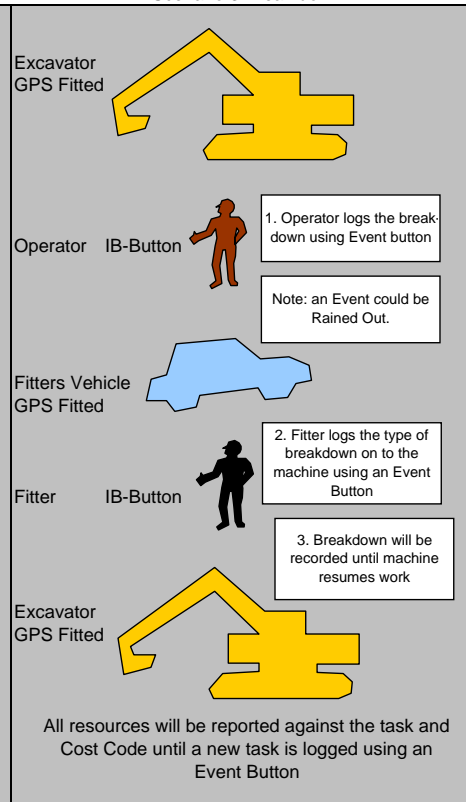 Excavator
GPS Fitted
Operator IB-Button
1. Operator logs the break-
down using Event button
Note: an Event could be
Rained Out.
Fitters Vehicle
GPS Fitted
2. Fitter logs the type of
breakdown on to the
machine using an Event
Button
Fitter IB-Button
3. Breakdown will be
recorded until machine
resumes work
Excavator
GPS Fitted
All resources will be reported against the task and
Cost Code until a new task is logged using an
Event Button